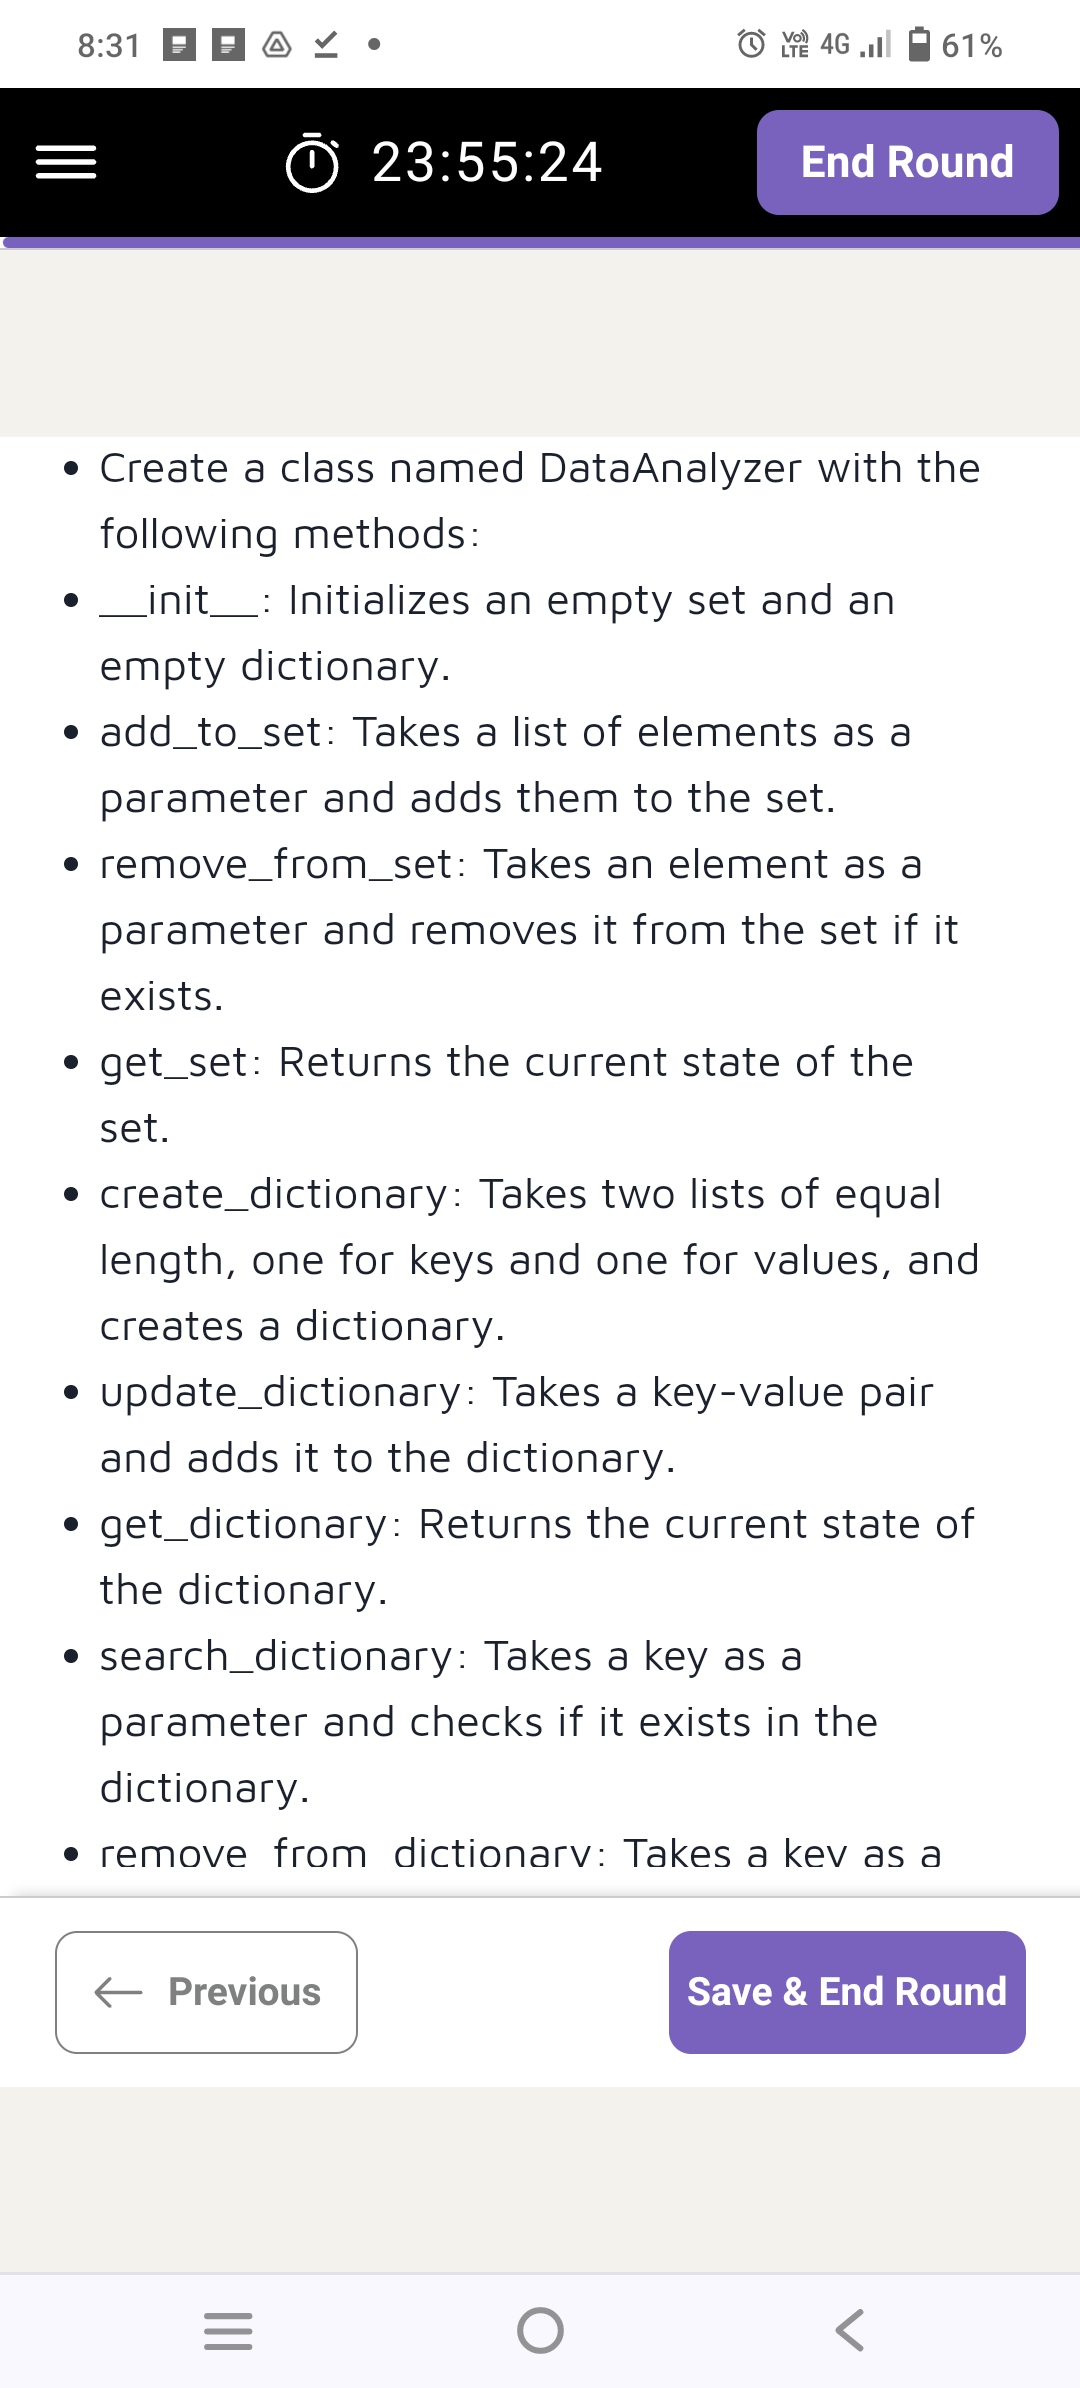 8:31 VoLTE 4G 61%
23:55:24 End Round
• Create a class named DataAnalyzer with the
following methods:
• __init__: Initializes an empty set and an
empty dictionary.
• add_to_set: Takes a list of elements as a
parameter and adds them to the set.
• remove_from_set: Takes an element as a
parameter and removes it from the set if it
exists.
• get_set: Returns the current state of the
set.
• create_dictionary: Takes two lists of equal
length, one for keys and one for values, and
creates a dictionary.
• update_dictionary: Takes a key-value pair
and adds it to the dictionary.
• get_dictionary: Returns the current state of
the dictionary.
• search_dictionary: Takes a key as a
parameter and checks if it exists in the
dictionary.
• remove_from_dictionary: Takes a key as a
← Previous Save & End Round